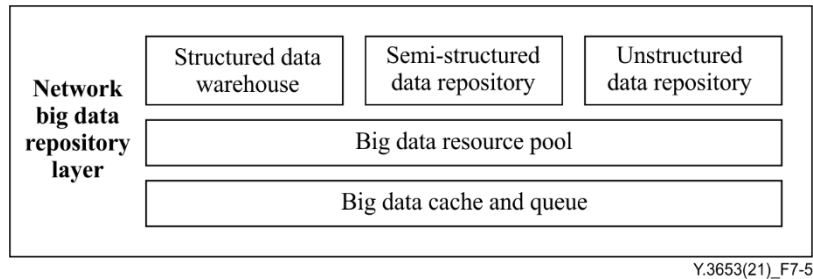 Network
big data
repository
layer
Structured data
warehouse
Semi-structured
data repository
Unstructured
data repository
Big data resource pool
Big data cache and queue
Y.3653(21)_F7-5